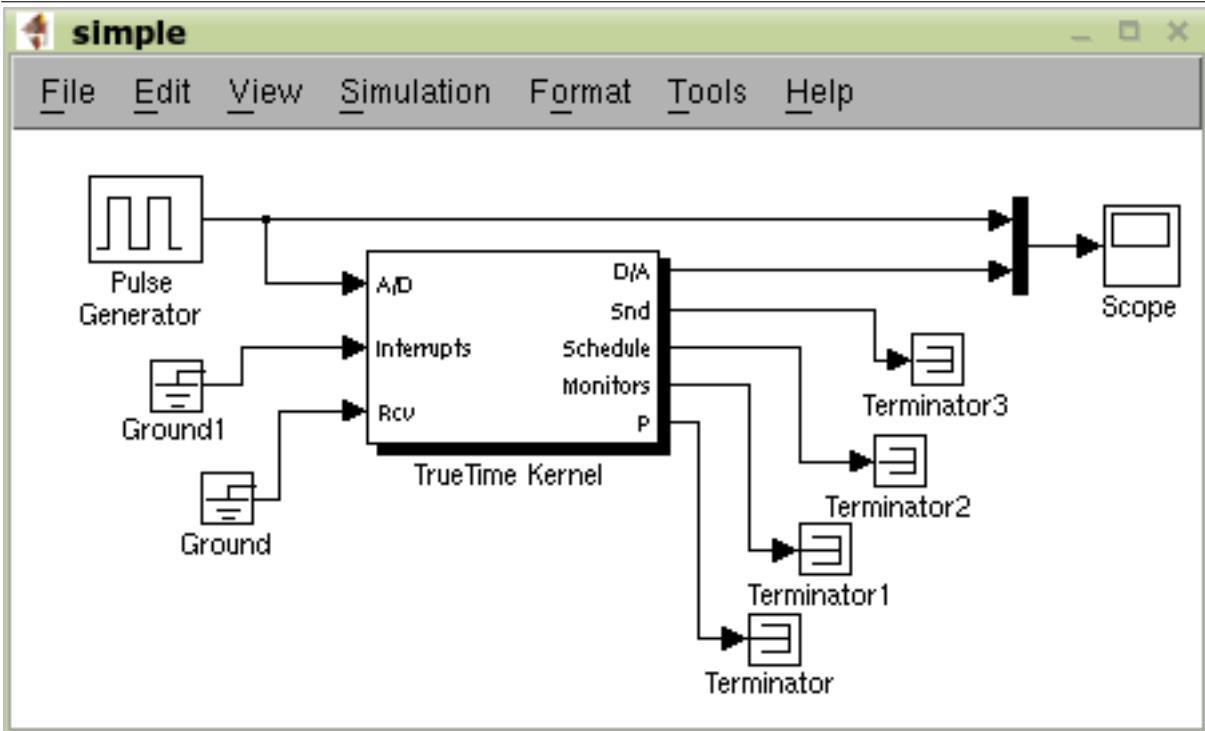 simple
File Edit View Simulation Format Tools Help
Pulse
Generator
A/D
Interrupts
Rcv
D/A
Snd
Schedule
Monitors
P
TrueTime Kernel
Scope
Ground1
Ground
Terminator3
Terminator2
Terminator1
Terminator